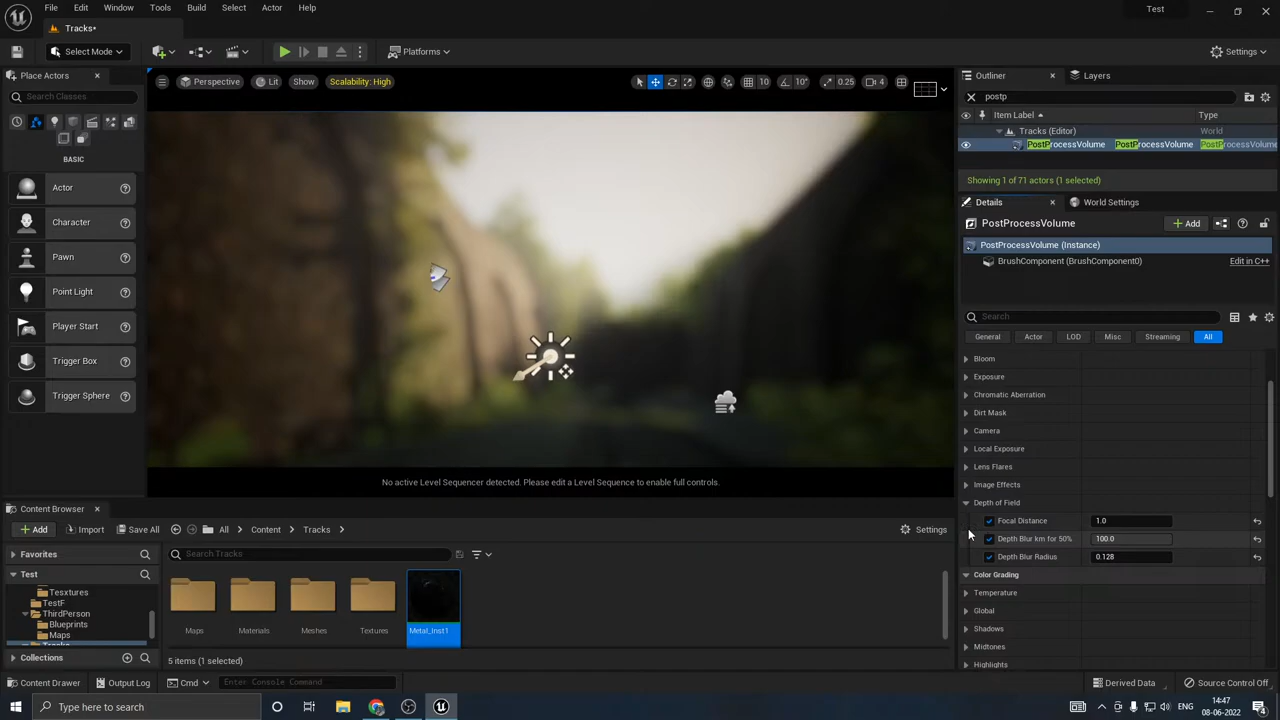 File Edit Window Tools Build Select Actor Help
Test
Tracks*
Select Mode
Platforms
Settings
Place Actors
Search Classes
BASIC
Actor
Character
Pawn
Point Light
Player Start
Trigger Box
Trigger Sphere
Perspective Lit Show Scalability: High
10 10° 0.25 4
No active Level Sequencer detected. Please edit a Level Sequence to enable full controls.
Outliner Layers
postp
Item Label Type
Tracks (Editor) World
PostProcessVolume PostProcessVolume PostProcessVolume
Showing 1 of 71 actors (1 selected)
Details World Settings
PostProcessVolume
Add
PostProcessVolume (Instance)
BrushComponent (BrushComponent0) Edit in C++
Search
General Actor LOD Misc Streaming All
Bloom
Exposure
Chromatic Aberration
Dirt Mask
Camera
Local Exposure
Lens Flares
Image Effects
Depth of Field
Focal Distance 1.0
Depth Blur km for 50% 100.0
Depth Blur Radius 0.128
Color Grading
Temperature
Global
Shadows
Midtones
Highlights
Content Browser
Add Import Save All All Content Tracks Settings
Favorites
Test
Tesxtures
TestF
ThirdPerson
Blueprints
Maps
Collections
Search Tracks
Maps Materials Meshes Textures Metal_Inst1
5 items (1 selected)
Content Drawer Output Log Cmd Enter Console Command Derived Data Source Control Off
Type here to search
14:47
08-06-2022